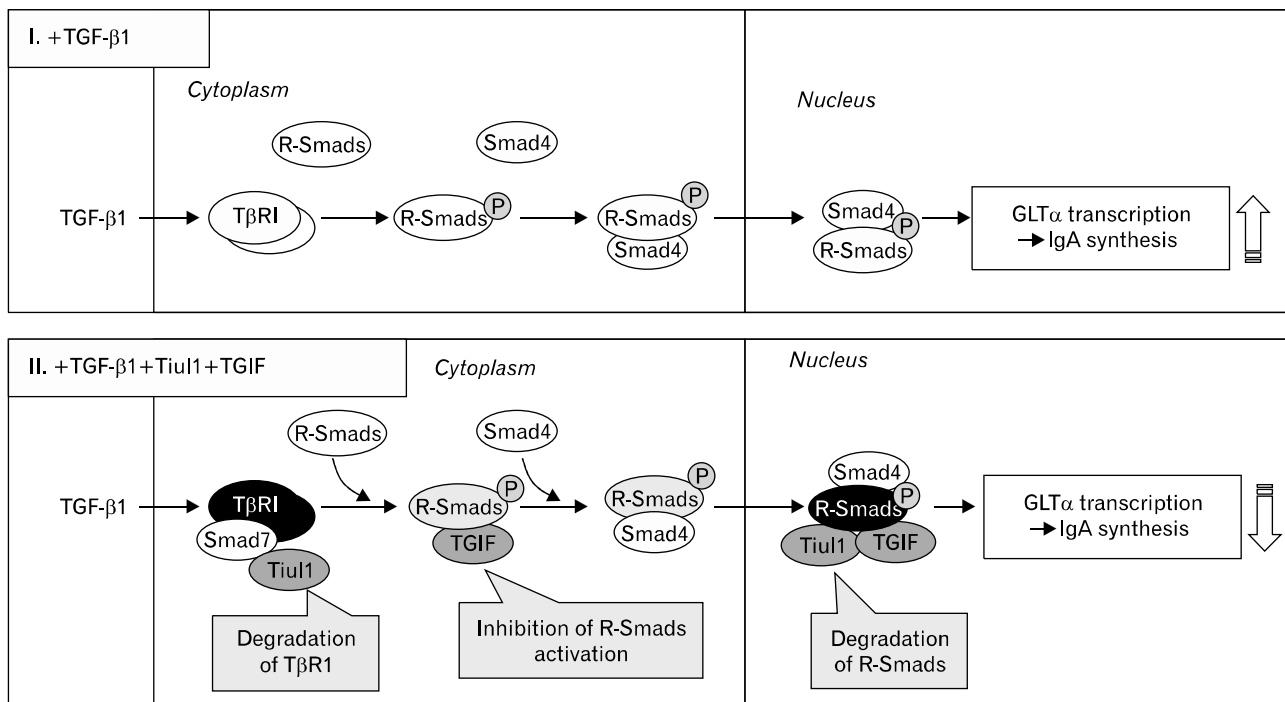 I. +TGF-β1
Cytoplasm
Nucleus
R-Smads
Smad4
TGF-β1
TβRI
R-Smads
P
R-Smads
P
Smad4
Smad4
P
R-Smads
GLTα transcription
→ IgA synthesis
II. +TGF-β1+Tiul1+TGIF
Cytoplasm
Nucleus
R-Smads
Smad4
TGF-β1
TβRI
Smad7
Tiul1
R-Smads
P
TGIF
R-Smads
P
Smad4
Smad4
R-Smads
P
Tiul1
TGIF
GLTα transcription
→ IgA synthesis
Degradation
of TβR1
Inhibition of R-Smads
activation
Degradation
of R-Smads